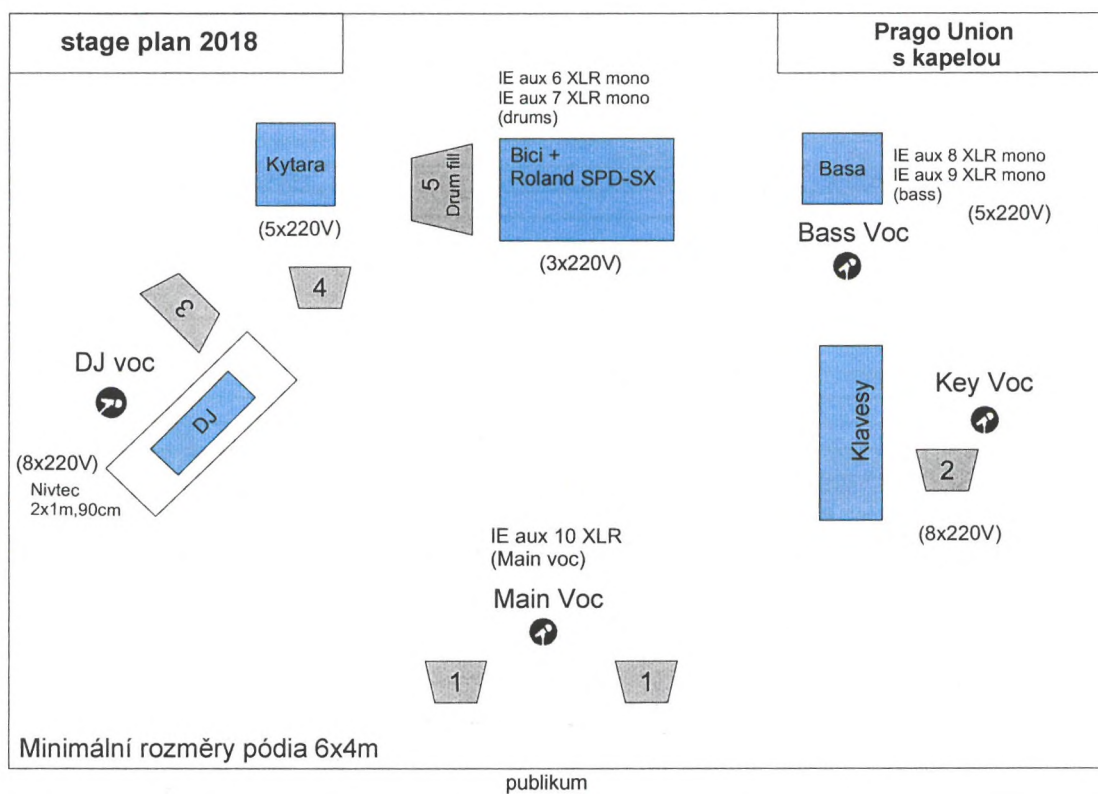 stage plan 2018
Prago Union
s kapelou
IE aux 6 XLR mono
IE aux 7 XLR mono
(drums)
Kytara
(5x220V)
5
Drum fill
Bici +
Roland SPD-SX
(3x220V)
Basa
IE aux 8 XLR mono
IE aux 9 XLR mono
(bass)
(5x220V)
Bass Voc
4
3
DJ voc
DJ
(8x220V)
Nivtec
2x1m,90cm
Klavesy
Key Voc
2
(8x220V)
IE aux 10 XLR
(Main voc)
Main Voc
1
1
Minimální rozměry pódia 6x4m
publikum